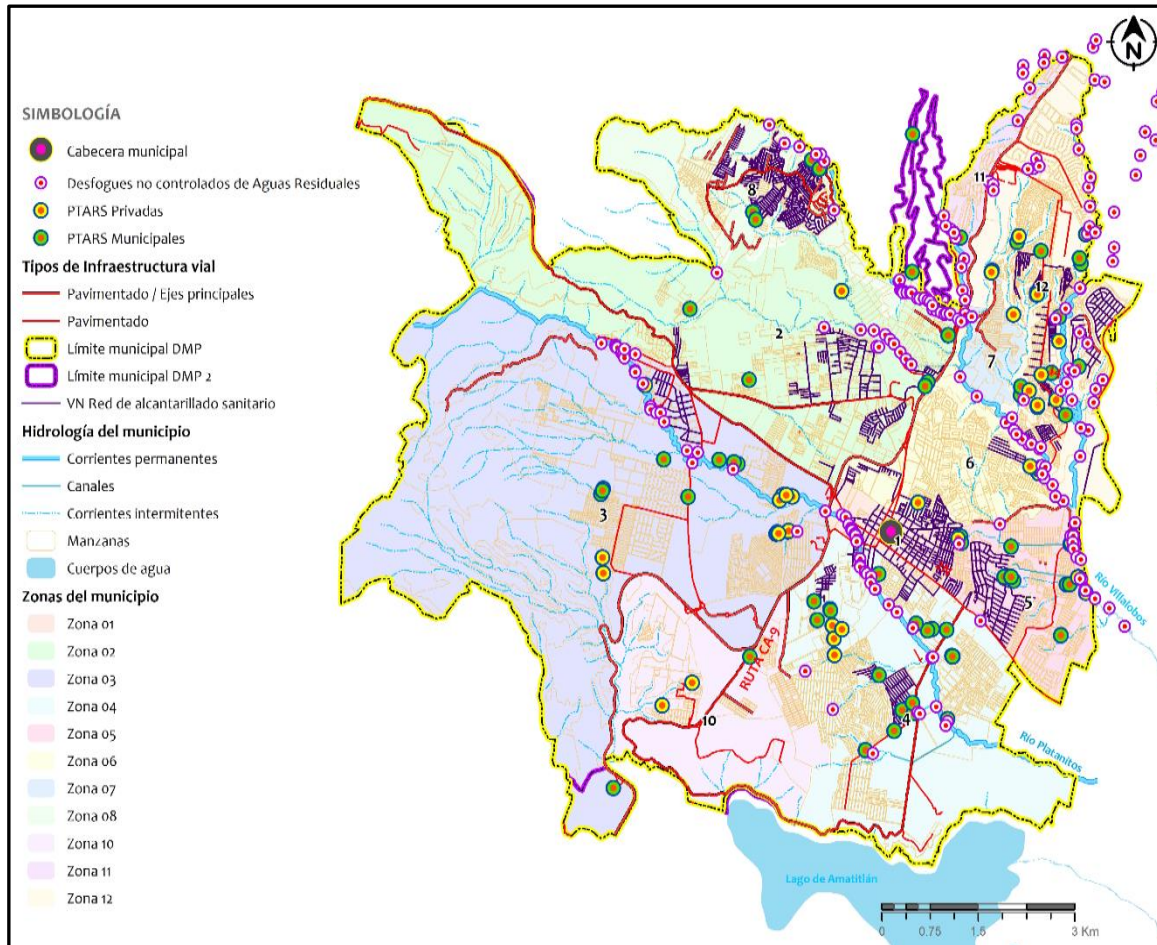 N
SIMBOLOGÍA
Cabecera municipal
Desfogues no controlados de Aguas Residuales
PTARS Privadas
PTARS Municipales
Tipos de Infraestructura vial
Pavimentado / Ejes principales
Pavimentado
Límite municipal DMP
Límite municipal DMP 2
VN Red de alcantarillado sanitario
Hidrología del municipio
Corrientes permanentes
Canales
Corrientes intermitentes
Manzanas
Cuerpos de agua
Zonas del municipio
Zona 01
Zona 02
Zona 03
Zona 04
Zona 05
Zona 06
Zona 07
Zona 08
Zona 10
Zona 11
Zona 12
11
8
12
2
7
6
3
1
5
Río Villalobos
RUTA CA-9
10
4
Río Platanitos
Lago de Amatitlán
0 0.75 1.5 3 Km